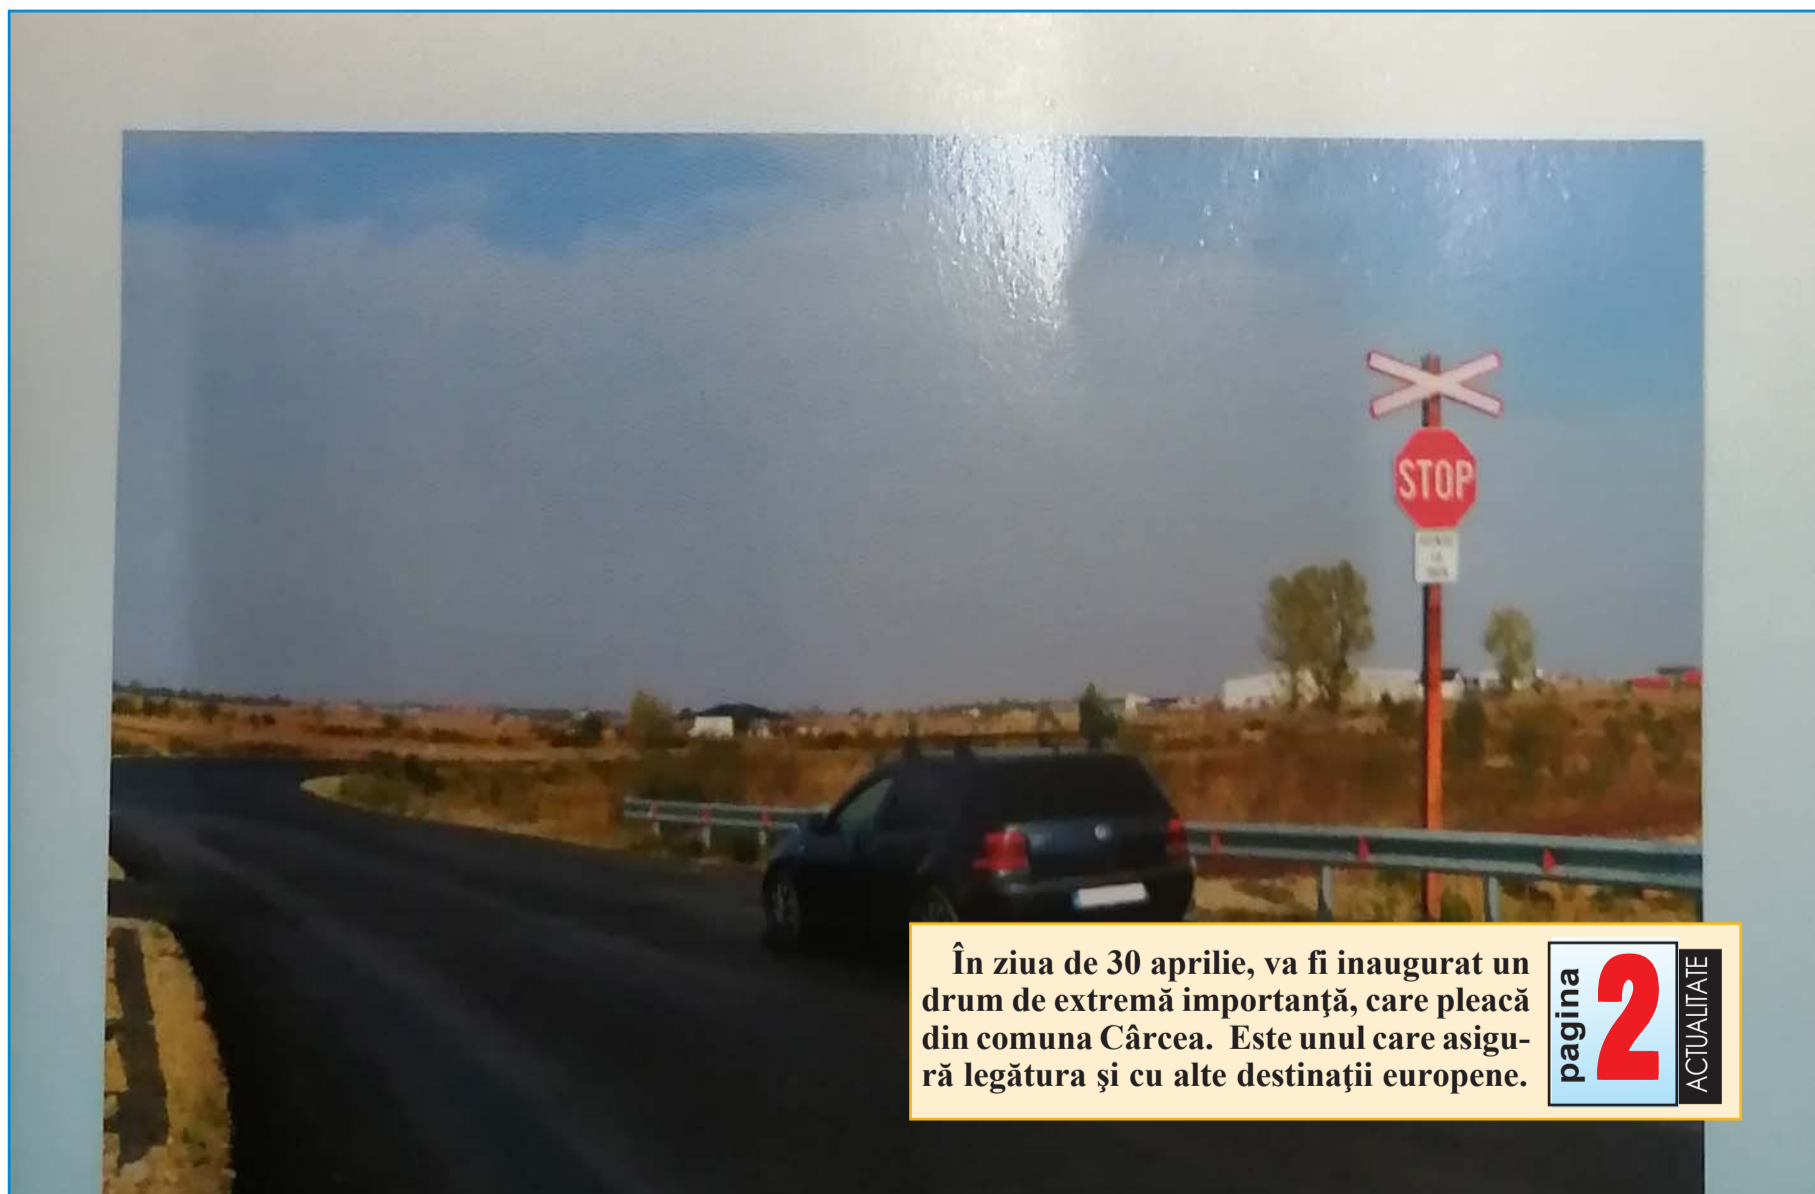 STOP
În ziua de 30 aprilie, va fi inaugurat un
drum de extremă importanţă, care pleacă
din comuna Cârcea. Este unul care asigu-
ră legătura şi cu alte destinaţii europene.
pagina
2
ACTUALITATE